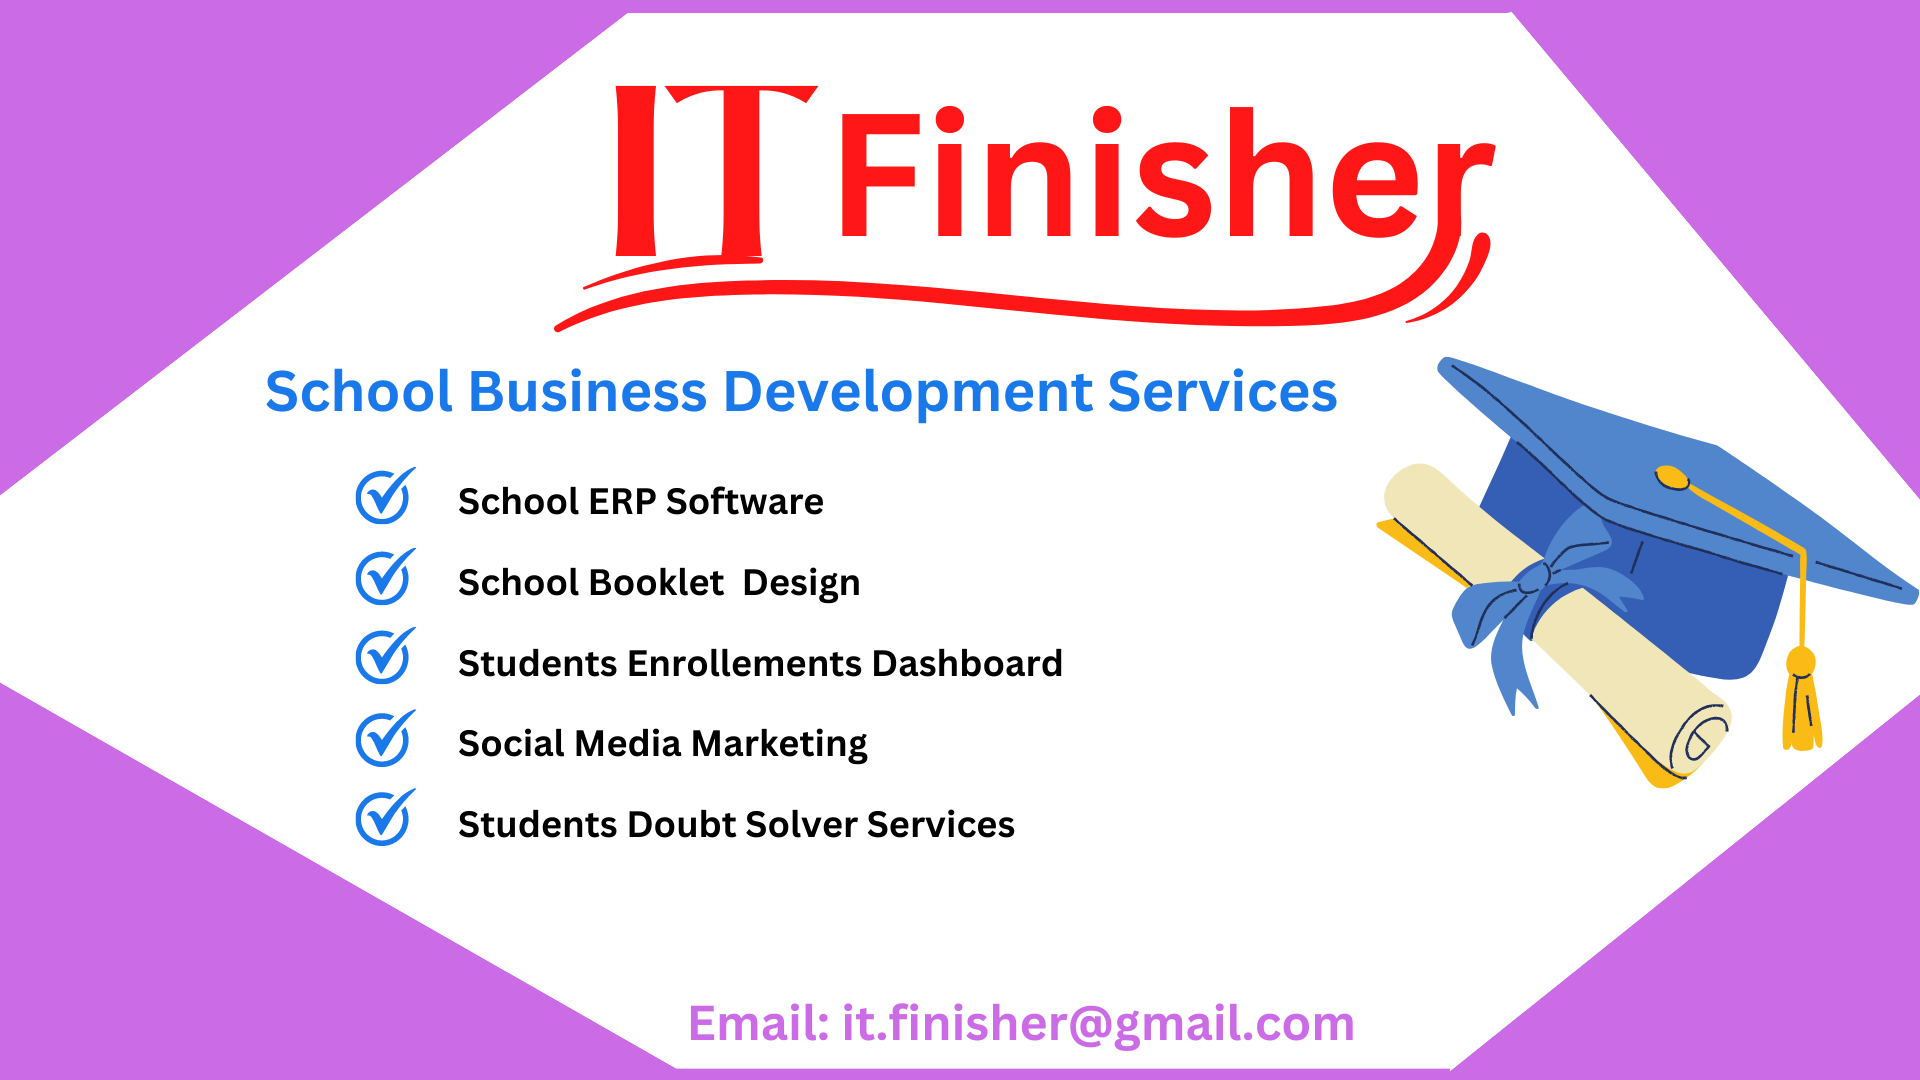 IT Finisher
School Business Development Services
School ERP Software
School Booklet  Design
Students Enrollements Dashboard
Social Media Marketing
Students Doubt Solver Services
Email: it.finisher@gmail.com